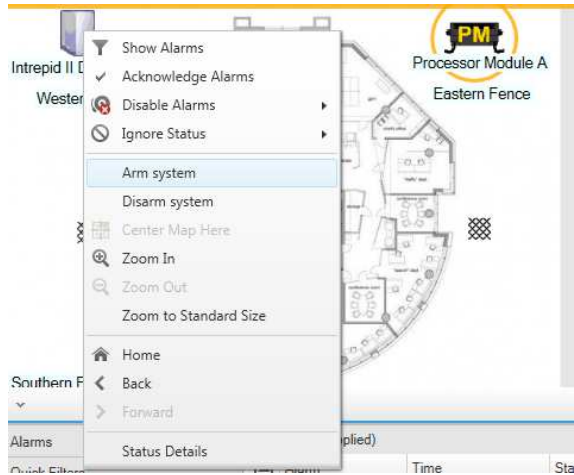 PM
Intrepid II
Processor Module A
Wester
Eastern Fence
Show Alarms
Acknowledge Alarms
Disable Alarms
Ignore Status
Arm system
Disarm system
Center Map Here
Zoom In
Zoom Out
Zoom to Standard Size
Home
Back
Forward
Status Details
Southern F
Alarms
plied)
Quick Filters
Alarm
Time
Sta